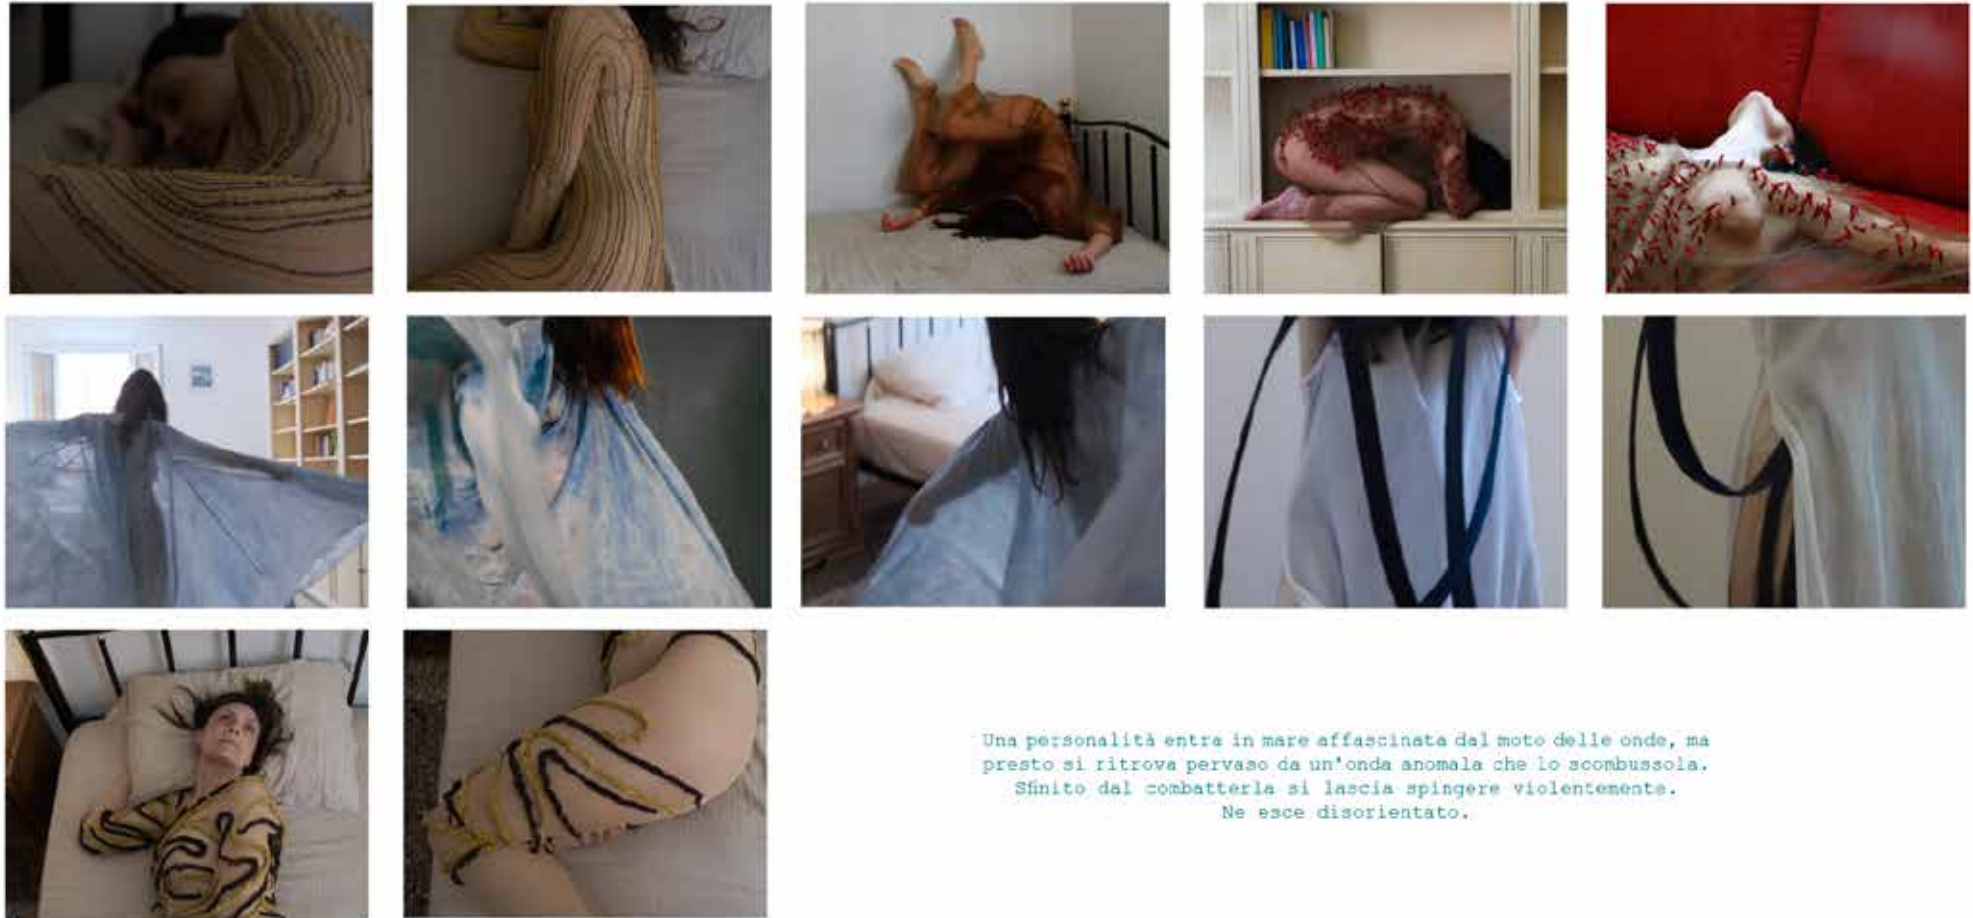 Una personalità entra in mare affascinata dal moto delle onde, ma
presto si ritrova pervaso da un'onda anomala che lo scombussola.
Sfinito dal combatterla si lascia spingere violentemente.
Ne esce disorientato.